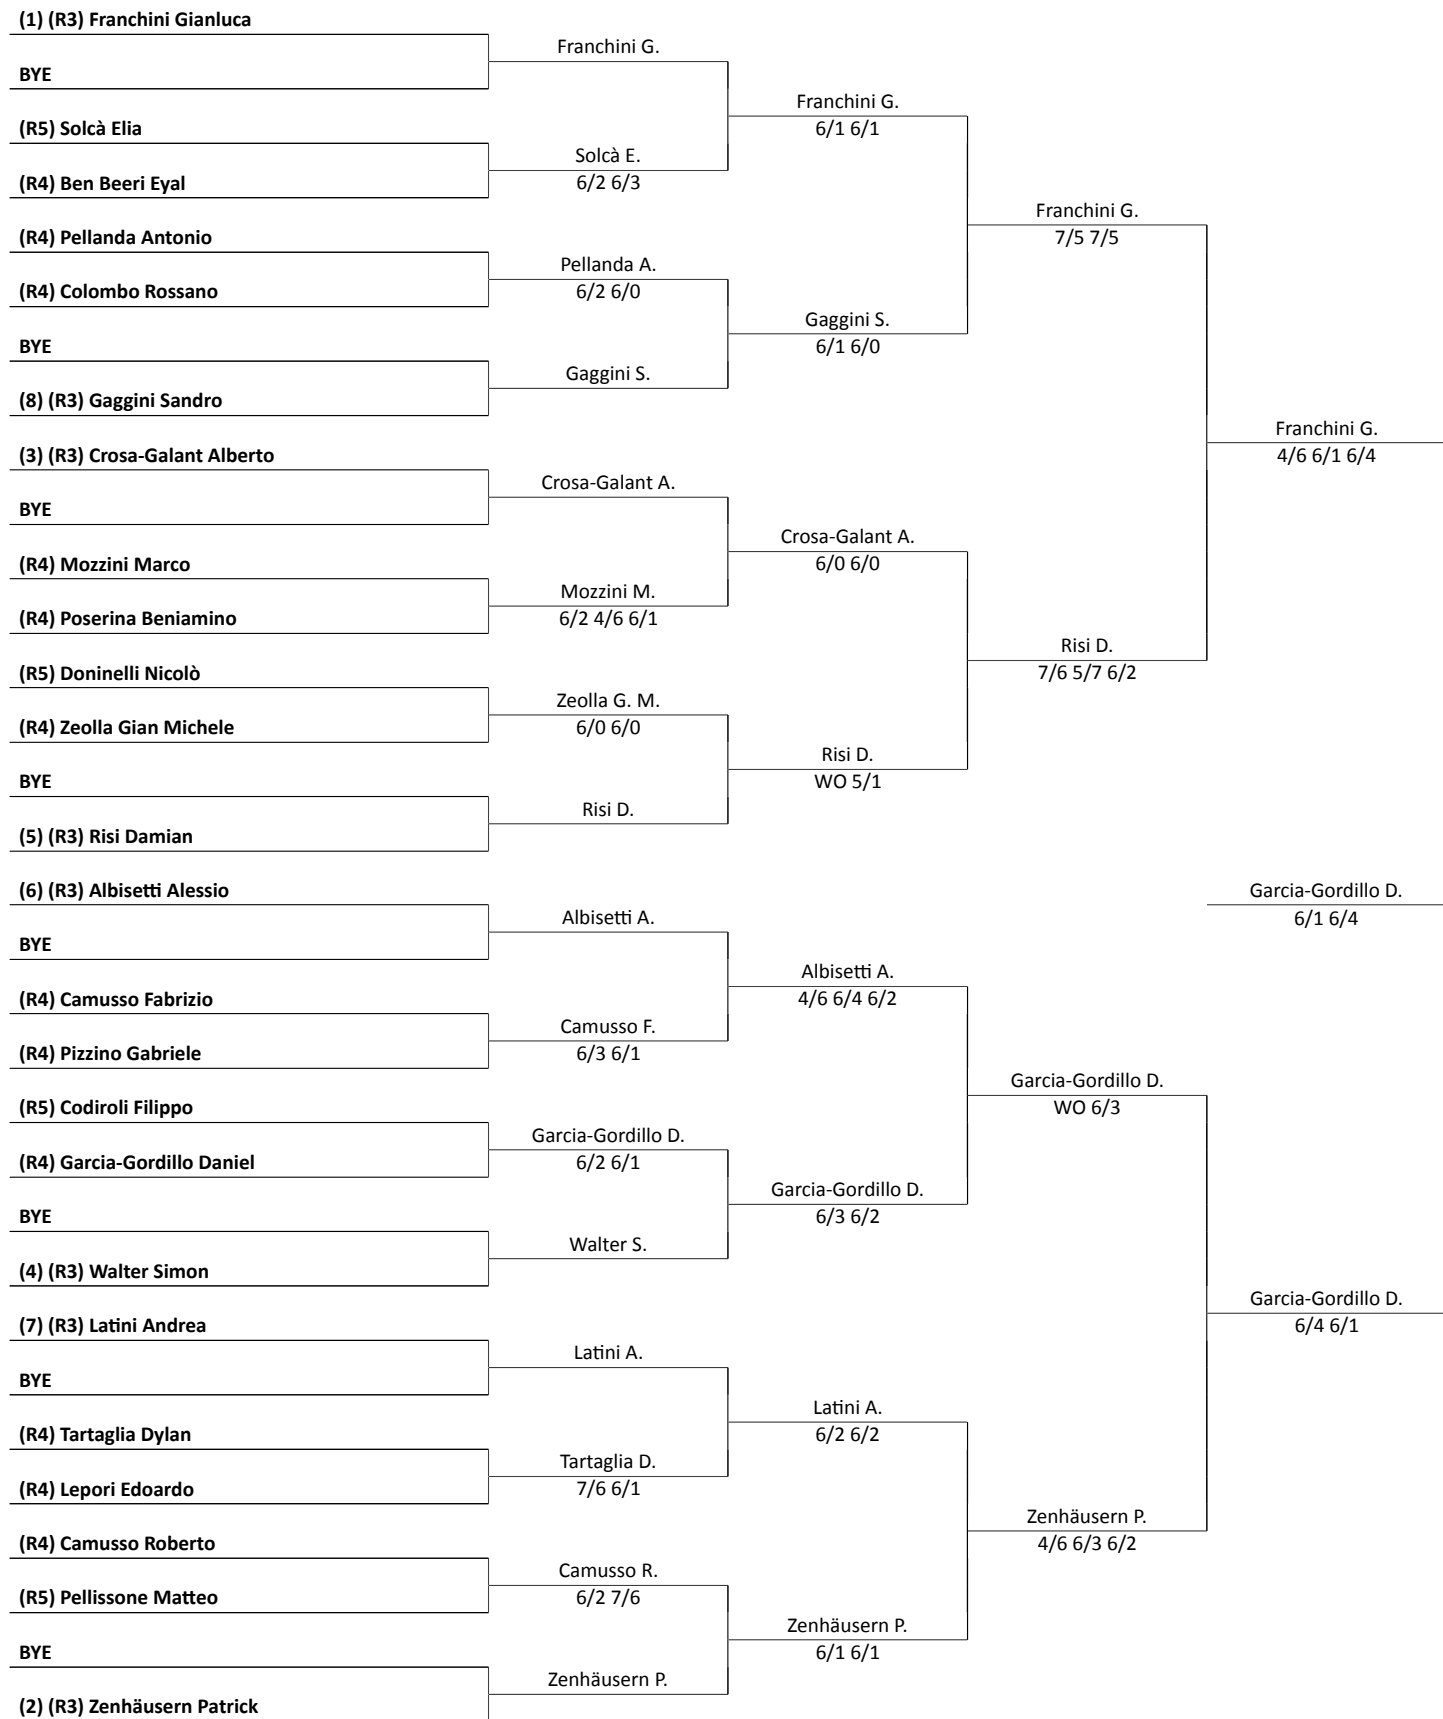 (1) (R3) Franchini Gianluca
BYE
(R5) Solcà Elia
(R4) Ben Beeri Eyal
(R4) Pellanda Antonio
(R4) Colombo Rossano
BYE
(8) (R3) Gaggini Sandro
(3) (R3) Crosa-Galant Alberto
BYE
(R4) Mozzini Marco
(R4) Poserina Beniamino
(R5) Doninelli Nicolò
(R4) Zeolla Gian Michele
BYE
(5) (R3) Risi Damian
(6) (R3) Albisetti Alessio
BYE
(R4) Camusso Fabrizio
(R4) Pizzino Gabriele
(R5) Codiroli Filippo
(R4) Garcia-Gordillo Daniel
BYE
(4) (R3) Walter Simon
(7) (R3) Latini Andrea
BYE
(R4) Tartaglia Dylan
(R4) Lepori Edoardo
(R4) Camusso Roberto
(R5) Pellissone Matteo
BYE
(2) (R3) Zenhäusern Patrick
Franchini G.
Solcà E.
6/2 6/3
Pellanda A.
6/2 6/0
Gaggini S.
Crosa-Galant A.
Mozzini M.
6/2 4/6 6/1
Zeolla G. M.
6/0 6/0
Risi D.
Albisetti A.
Camusso F.
6/3 6/1
Garcia-Gordillo D.
6/2 6/1
Walter S.
Latini A.
Tartaglia D.
7/6 6/1
Camusso R.
6/2 7/6
Zenhäusern P.
Franchini G.
6/1 6/1
Gaggini S.
6/1 6/0
Crosa-Galant A.
6/0 6/0
Risi D.
WO 5/1
Albisetti A.
4/6 6/4 6/2
Garcia-Gordillo D.
6/3 6/2
Latini A.
6/2 6/2
Zenhäusern P.
6/1 6/1
Franchini G.
7/5 7/5
Risi D.
7/6 5/7 6/2
Garcia-Gordillo D.
WO 6/3
Zenhäusern P.
4/6 6/3 6/2
Franchini G.
4/6 6/1 6/4
Garcia-Gordillo D.
6/1 6/4
Garcia-Gordillo D.
6/4 6/1